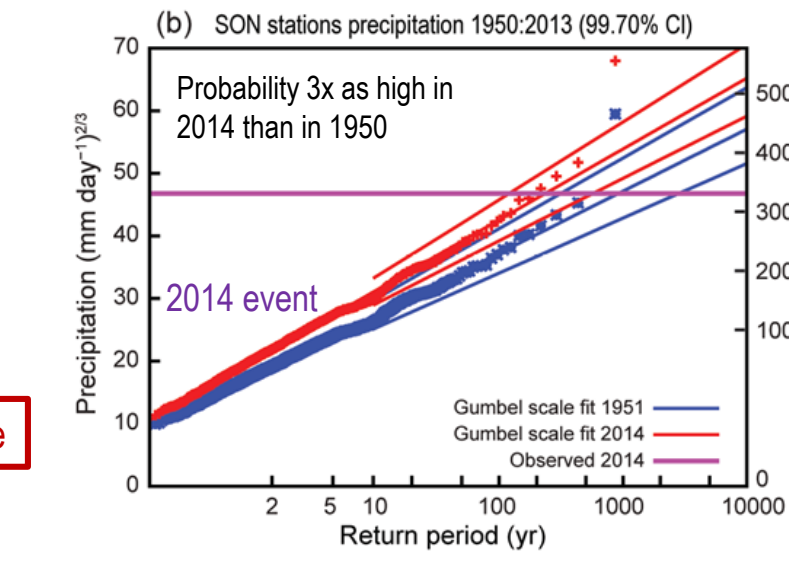 (b) SON stations precipitation 1950:2013 (99.70% CI)
Probability 3x as high in
2014 than in 1950
2014 event
Precipitation (mm day⁻¹)²ᐟ³
70
60
50
40
30
20
10
0
500
400
300
200
100
0
Gumbel scale fit 1951
Gumbel scale fit 2014
Observed 2014
2 5 10 100 1000 10000
Return period (yr)
e